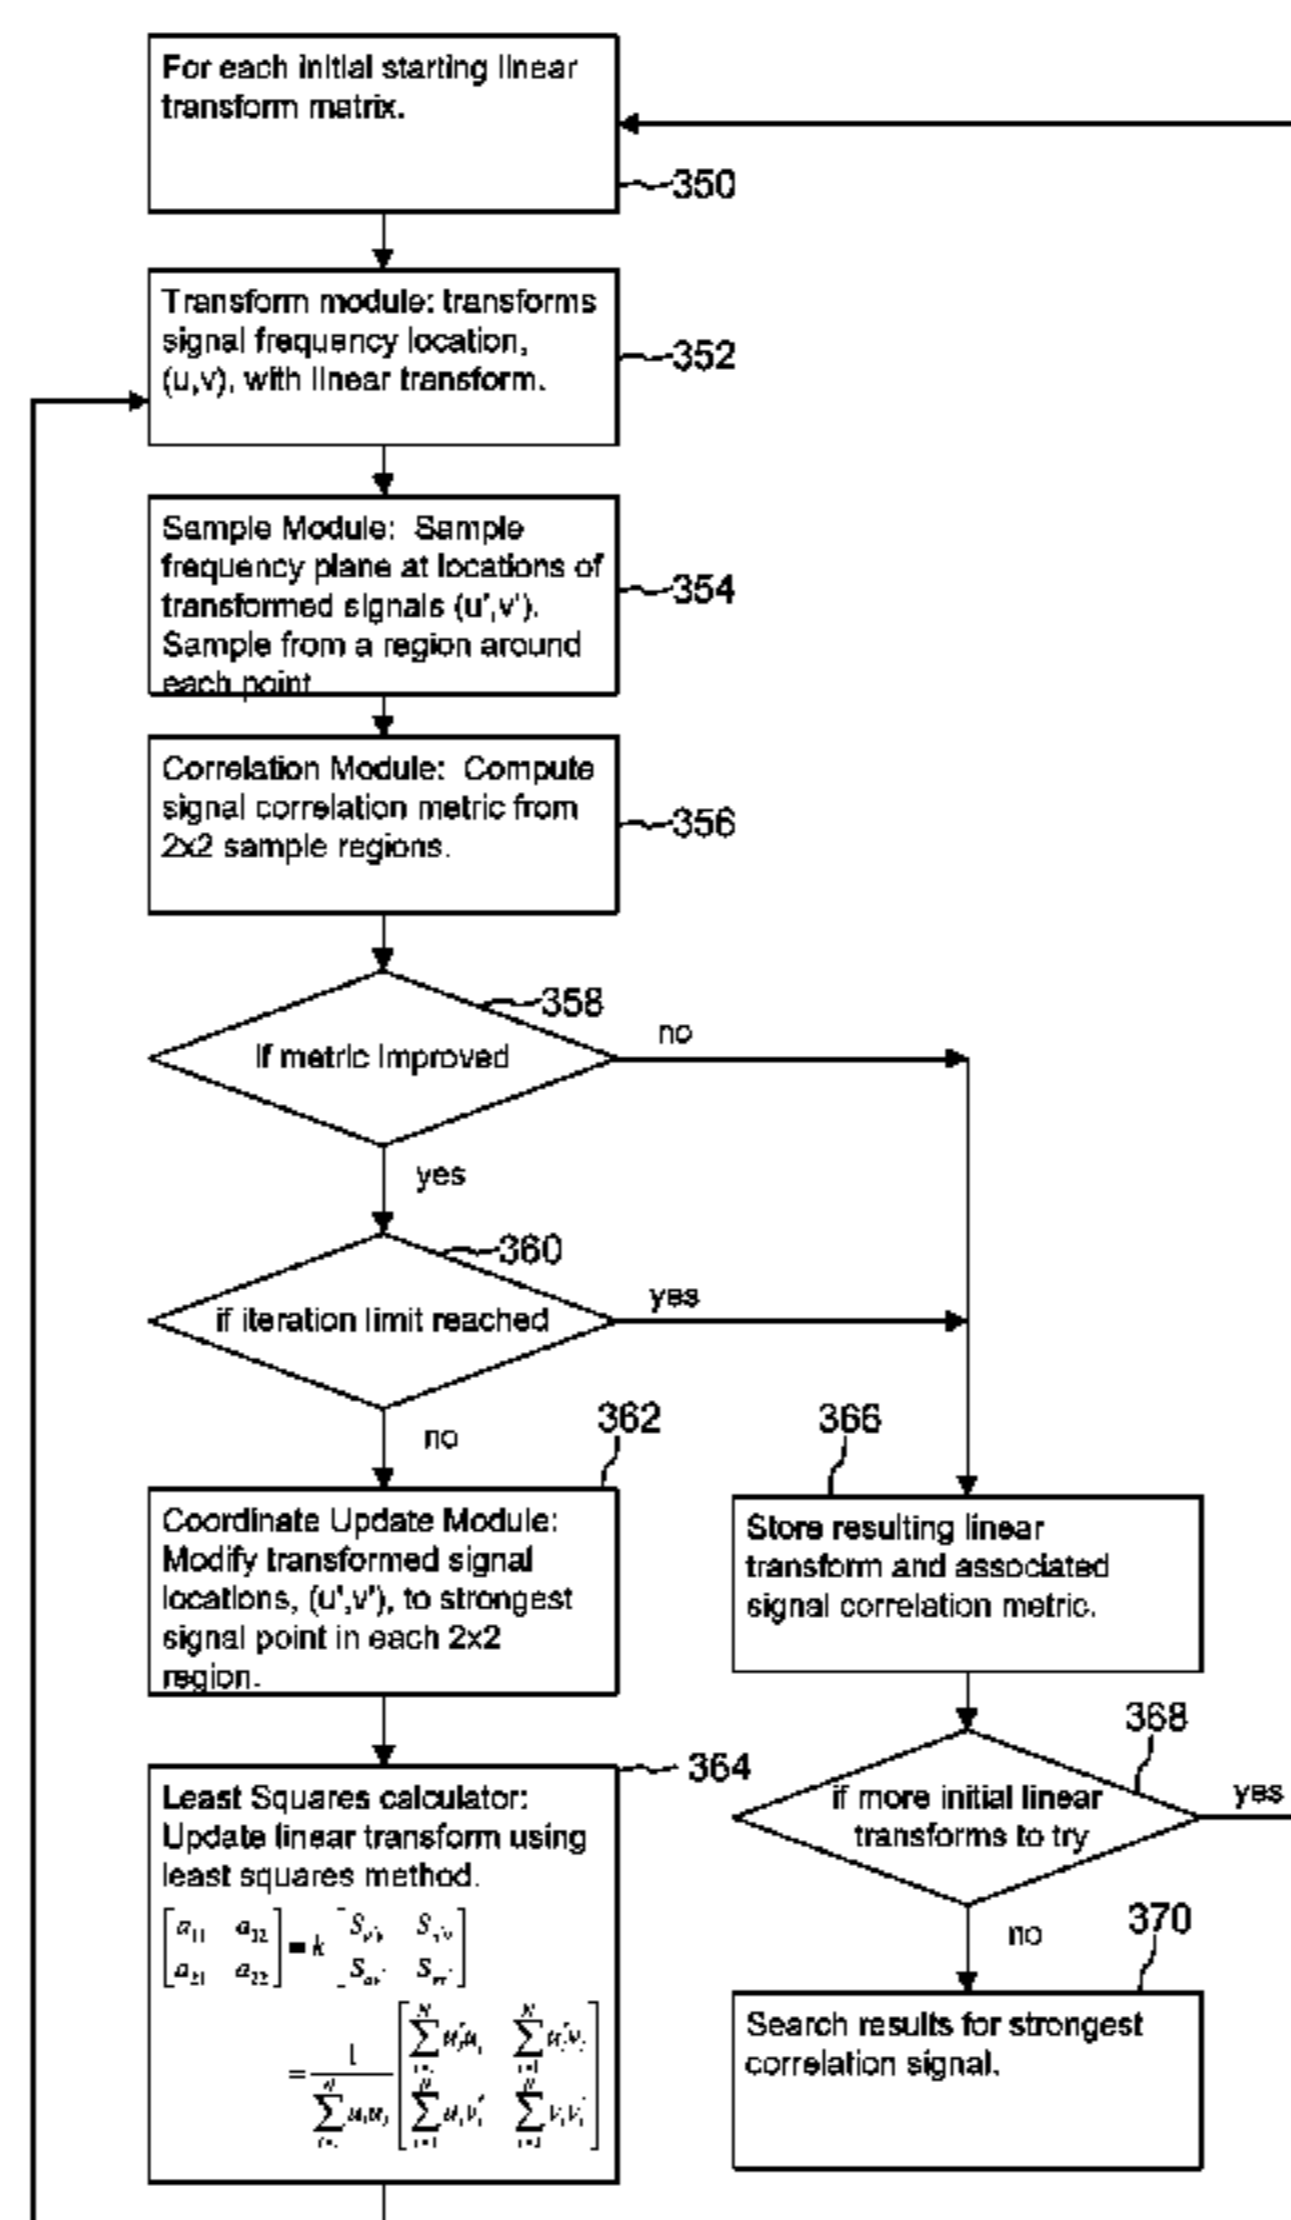 For each initial starting linear
transform matrix.
350
Transform module: transforms
signal frequency location,
(u,v), with linear transform.
352
Sample Module: Sample
frequency plane at locations of
transformed signals (u',v').
Sample from a region around
each point
354
Correlation Module: Compute
signal correlation metric from
2x2 sample regions.
356
358
if metric improved
no
yes
360
if iteration limit reached
yes
no
362
Coordinate Update Module:
Modify transformed signal
locations, (u',v'), to strongest
signal point in each 2x2
region.
366
Store resulting linear
transform and associated
signal correlation metric.
364
Least Squares calculator:
Update linear transform using
least squares method.
368
if more initial linear
transforms to try
yes
no
370
Search results for strongest
correlation signal.